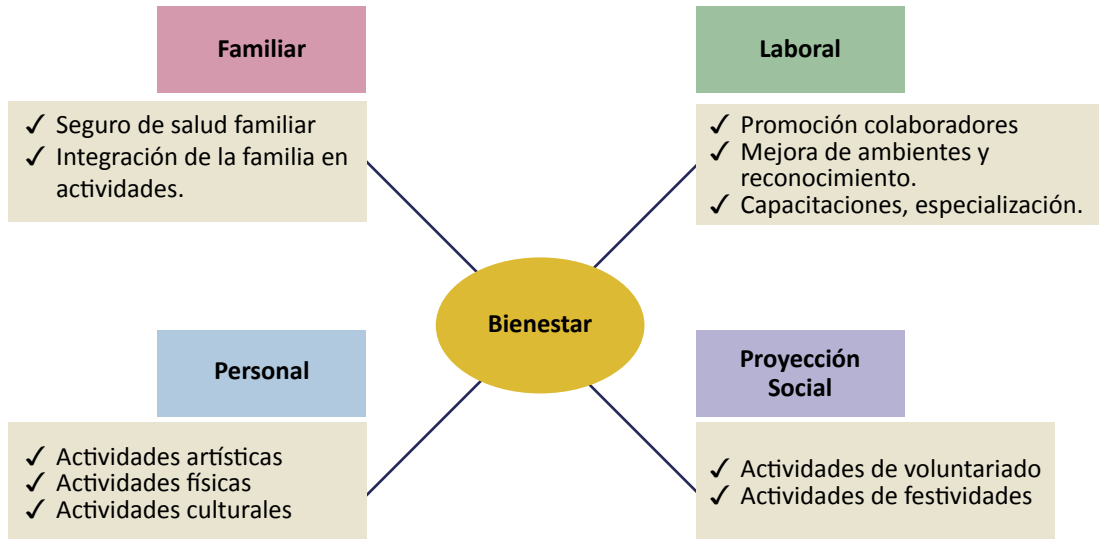 Familiar
✓ Seguro de salud familiar
✓ Integración de la familia en
actividades.
Laboral
✓ Promoción colaboradores
✓ Mejora de ambientes y
reconocimiento.
✓ Capacitaciones, especialización.
Bienestar
Personal
✓ Actividades artísticas
✓ Actividades físicas
✓ Actividades culturales
Proyección
Social
✓ Actividades de voluntariado
✓ Actividades de festividades